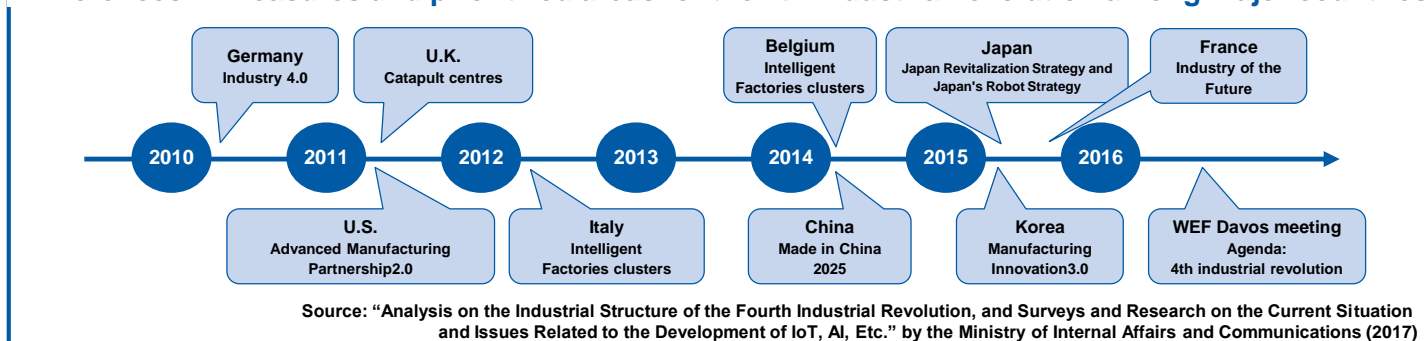 Germany
Industry 4.0
U.K.
Catapult centres
Belgium
Intelligent
Factories clusters
Japan
Japan Revitalization Strategy and
Japan's Robot Strategy
France
Industry of the
Future
2010
2011
2012
2013
2014
2015
2016
U.S.
Advanced Manufacturing
Partnership2.0
Italy
Intelligent
Factories clusters
China
Made in China
2025
Korea
Manufacturing
Innovation3.0
WEF Davos meeting
Agenda:
4th industrial revolution
Source: “Analysis on the Industrial Structure of the Fourth Industrial Revolution, and Surveys and Research on the Current Situation
and Issues Related to the Development of IoT, AI, Etc.” by the Ministry of Internal Affairs and Communications (2017)